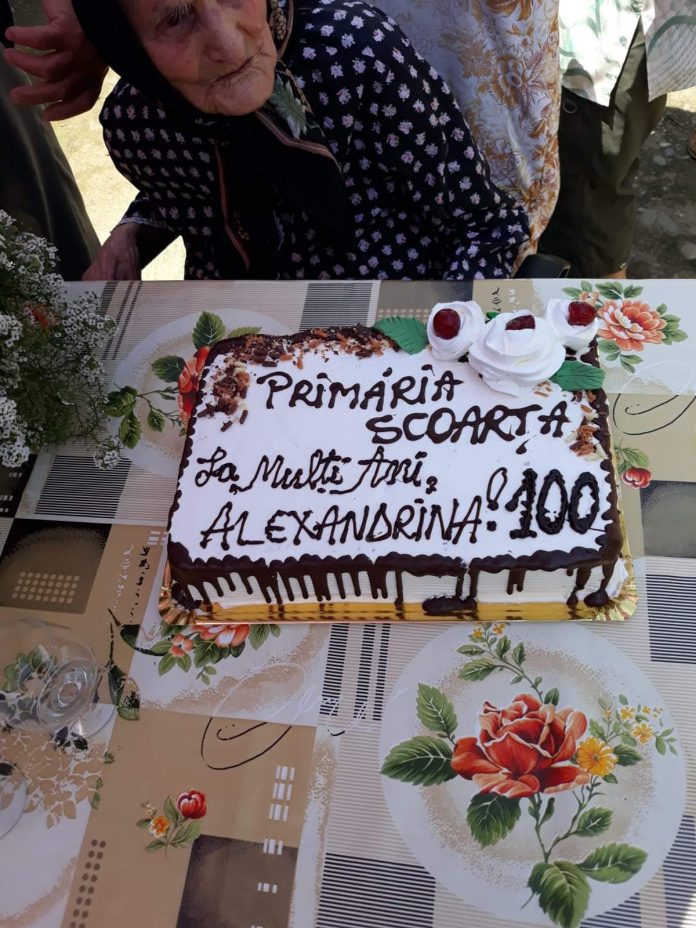 PRIMĂRIA
SCOARȚA
La Mulți Ani,
ALEXANDRINA! 100